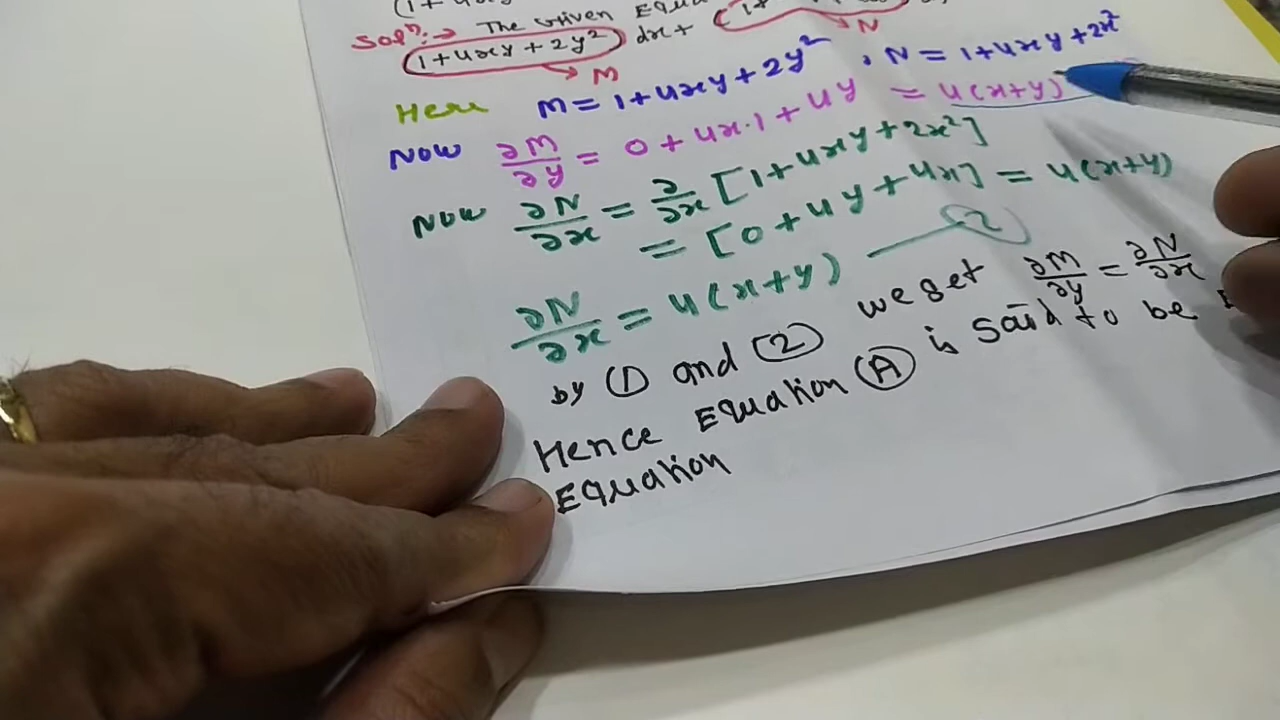 Solⁿ:→ The Given Equa
(1+4xy+2y²) dx+
→ M → N
Here M = 1+4xy+2y² , N = 1+4xy+2x²
Now ∂M/∂y = 0+4x·1+4y = 4(x+y)
Now ∂N/∂x = ∂/∂x [1+4xy+2x²]
= [0+4y+4x] = 4(x+y)
∂N/∂x = 4(x+y) — (2)
by (1) and (2) we get ∂M/∂y = ∂N/∂x
Hence Equation (A) is said to be
Equation